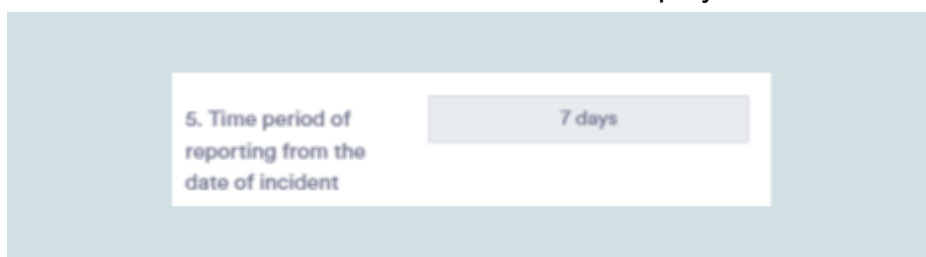 5. Time period of
reporting from the
date of incident
7 days